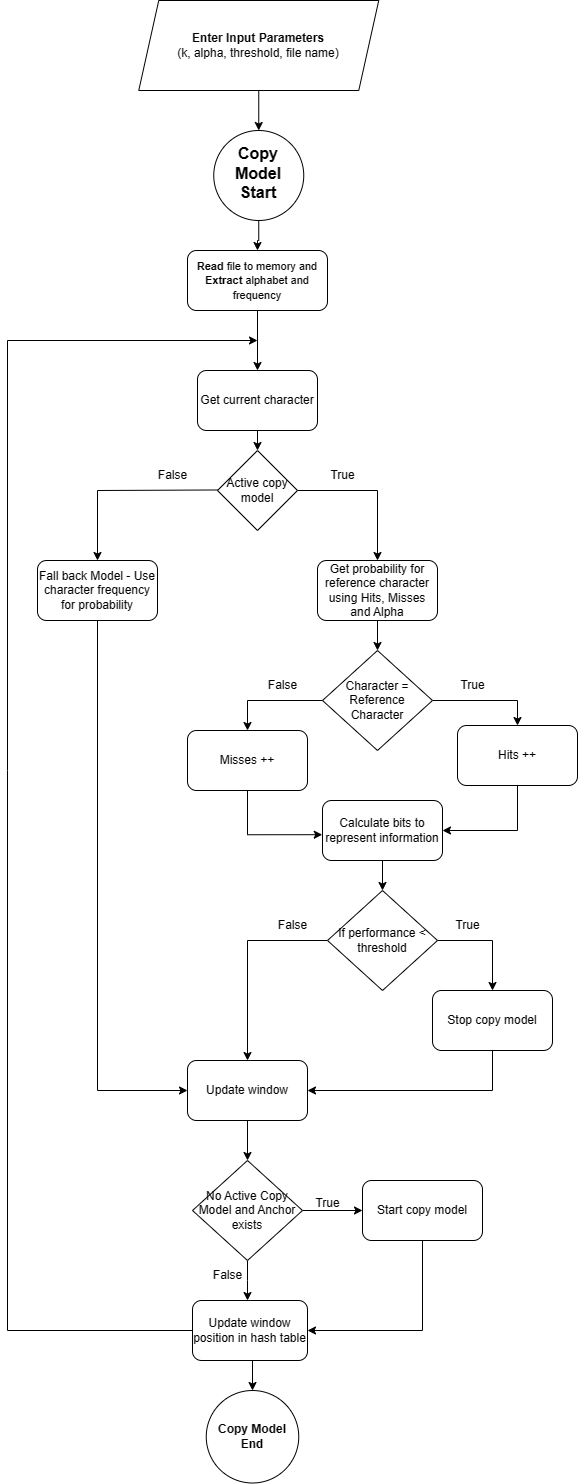 Enter Input Parameters
(k, alpha, threshold, file name)
Copy
Model
Start
Read file to memory and
Extract alphabet and
frequency
Get current character
False
True
Active copy
model
Fall back Model - Use
character frequency
for probability
Get probability for
reference character
using Hits, Misses
and Alpha
False
True
Character =
Reference
Character
Misses ++
Hits ++
Calculate bits to
represent information
False
True
If performance <
threshold
Stop copy model
Update window
No Active Copy
Model and Anchor
exists
True
Start copy model
False
Update window
position in hash table
Copy Model
End